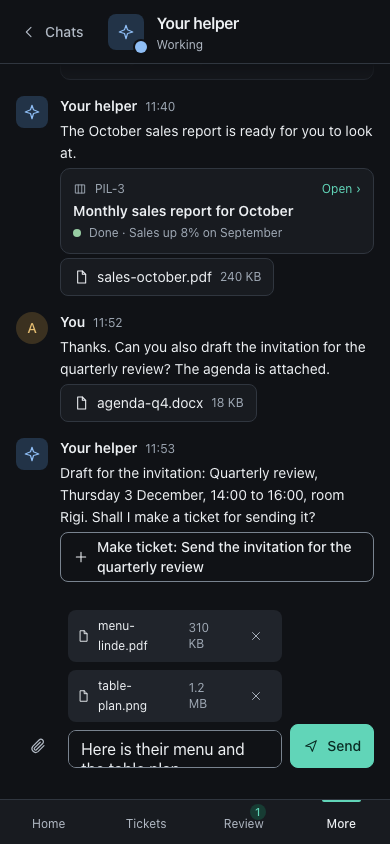 Chats
Your helper
Working
Your helper 11:40
The October sales report is ready for you to look
at.
PIL-3 Open ›
Monthly sales report for October
Done · Sales up 8% on September
sales-october.pdf 240 KB
A You 11:52
Thanks. Can you also draft the invitation for the
quarterly review? The agenda is attached.
agenda-q4.docx 18 KB
Your helper 11:53
Draft for the invitation: Quarterly review,
Thursday 3 December, 14:00 to 16:00, room
Rigi. Shall I make a ticket for sending it?
Make ticket: Send the invitation for the
quarterly review
menu-
linde.pdf
310
KB
table-
plan.png
1.2
MB
Here is their menu and
the table plan
Send
Home Tickets Review 1 More